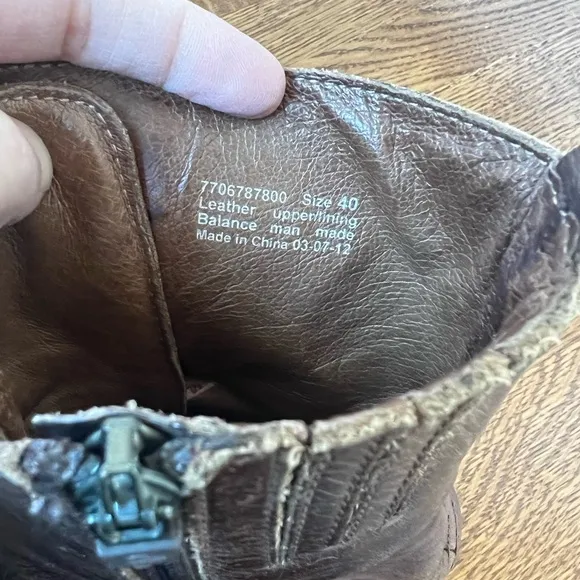 7706787800 Size 40
Leather upper/lining
Balance man made
Made in China 03-07-12